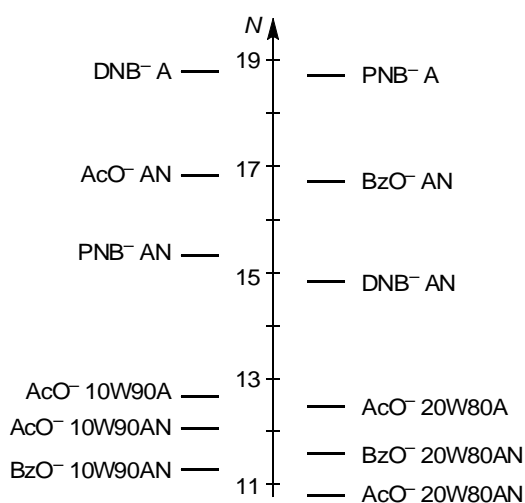 N
19
DNB– A
PNB– A
17
AcO– AN
BzO– AN
PNB– AN
15
DNB– AN
13
AcO– 10W90A
AcO– 20W80A
AcO– 10W90AN
BzO– 20W80AN
BzO– 10W90AN
11
AcO– 20W80AN